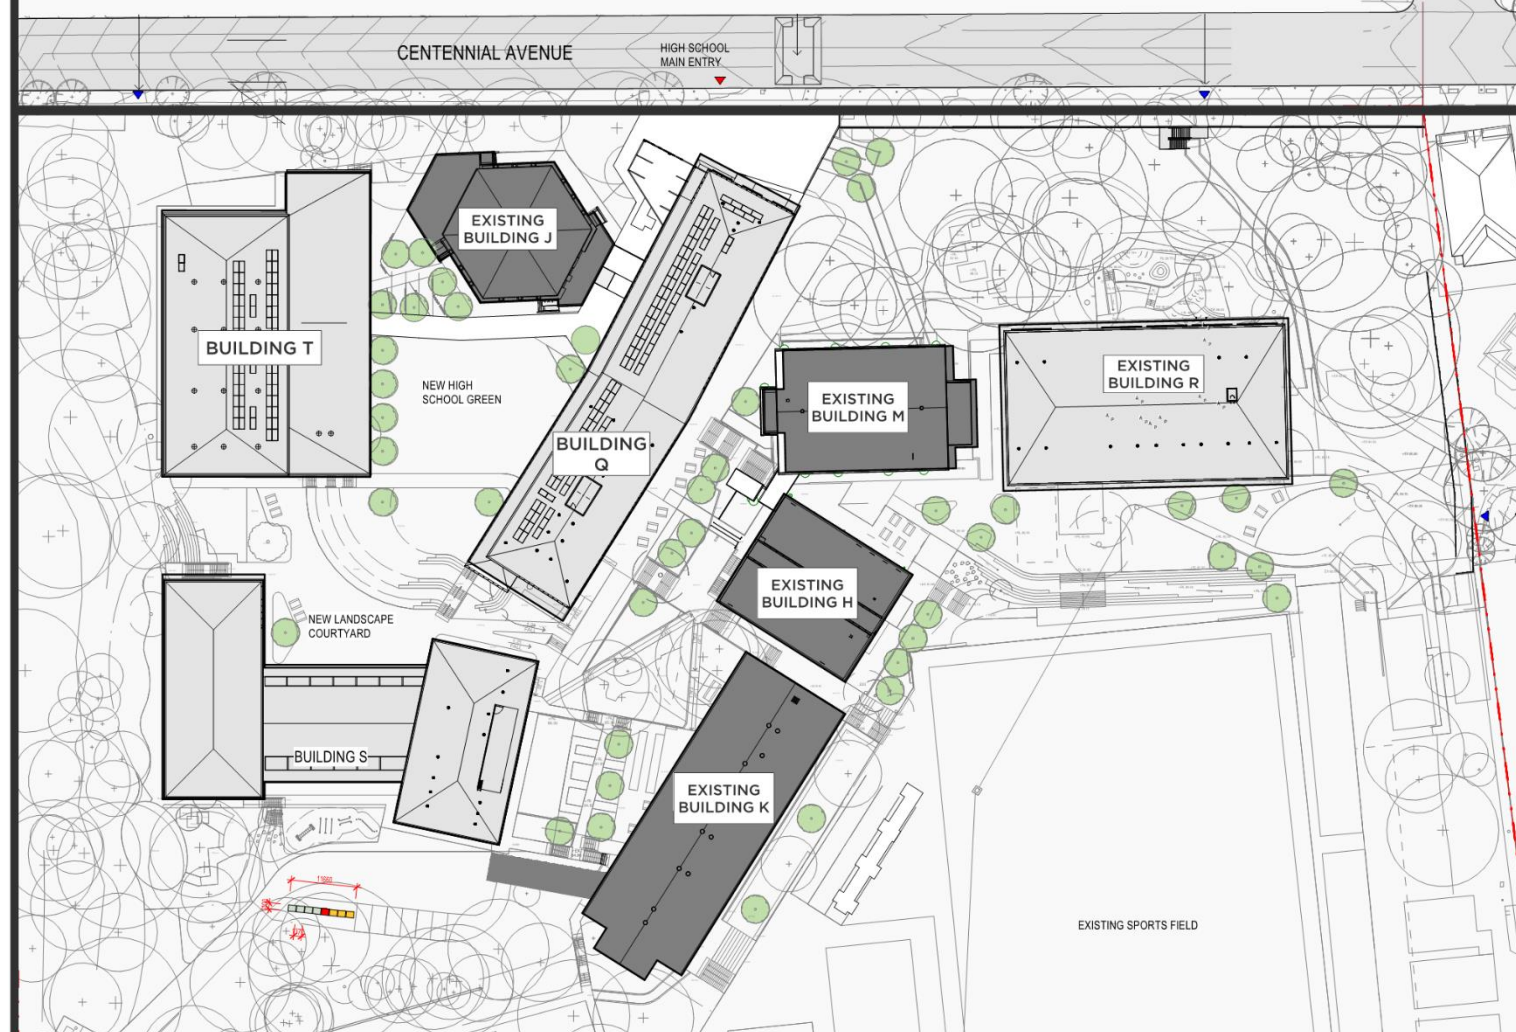 CENTENNIAL AVENUE
HIGH SCHOOL
MAIN ENTRY
EXISTING
BUILDING J
BUILDING T
NEW HIGH
SCHOOL GREEN
EXISTING
BUILDING M
EXISTING
BUILDING R
BUILDING
Q
EXISTING
BUILDING H
NEW LANDSCAPE
COURTYARD
BUILDING S
EXISTING
BUILDING K
EXISTING SPORTS FIELD